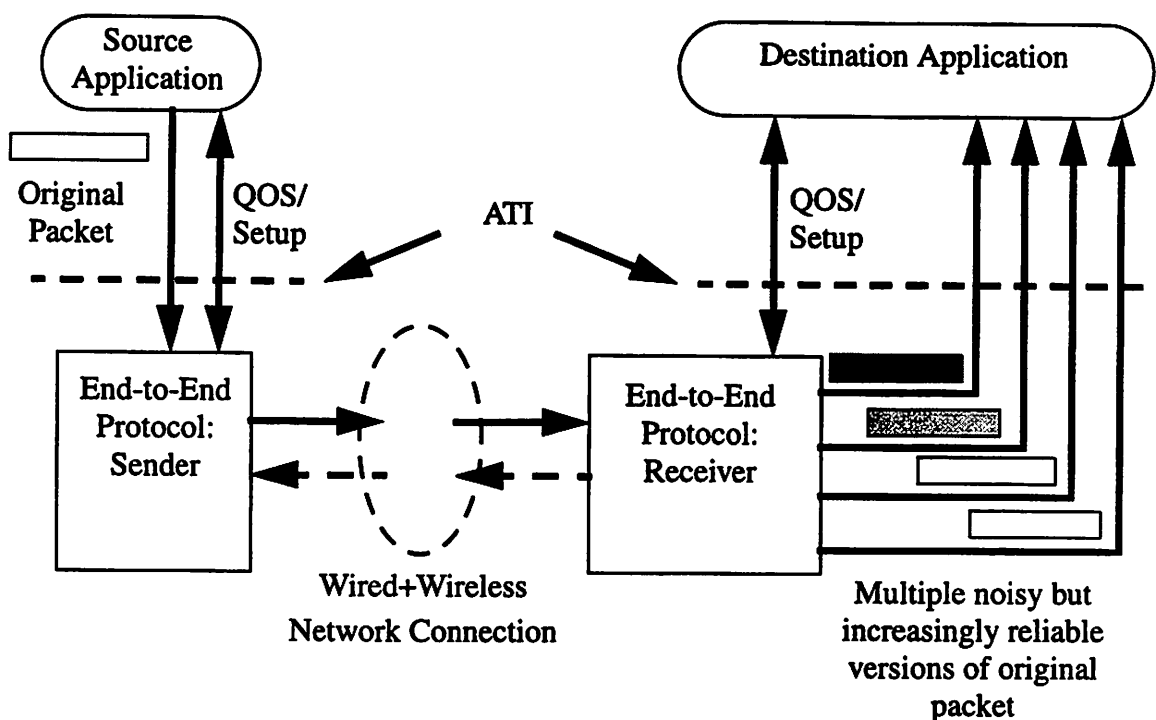 Source
Application
Destination Application
Original
Packet
QOS/
Setup
ATI
QOS/
Setup
End-to-End
Protocol:
Sender
End-to-End
Protocol:
Receiver
Wired+Wireless
Network Connection
Multiple noisy but
increasingly reliable
versions of original
packet